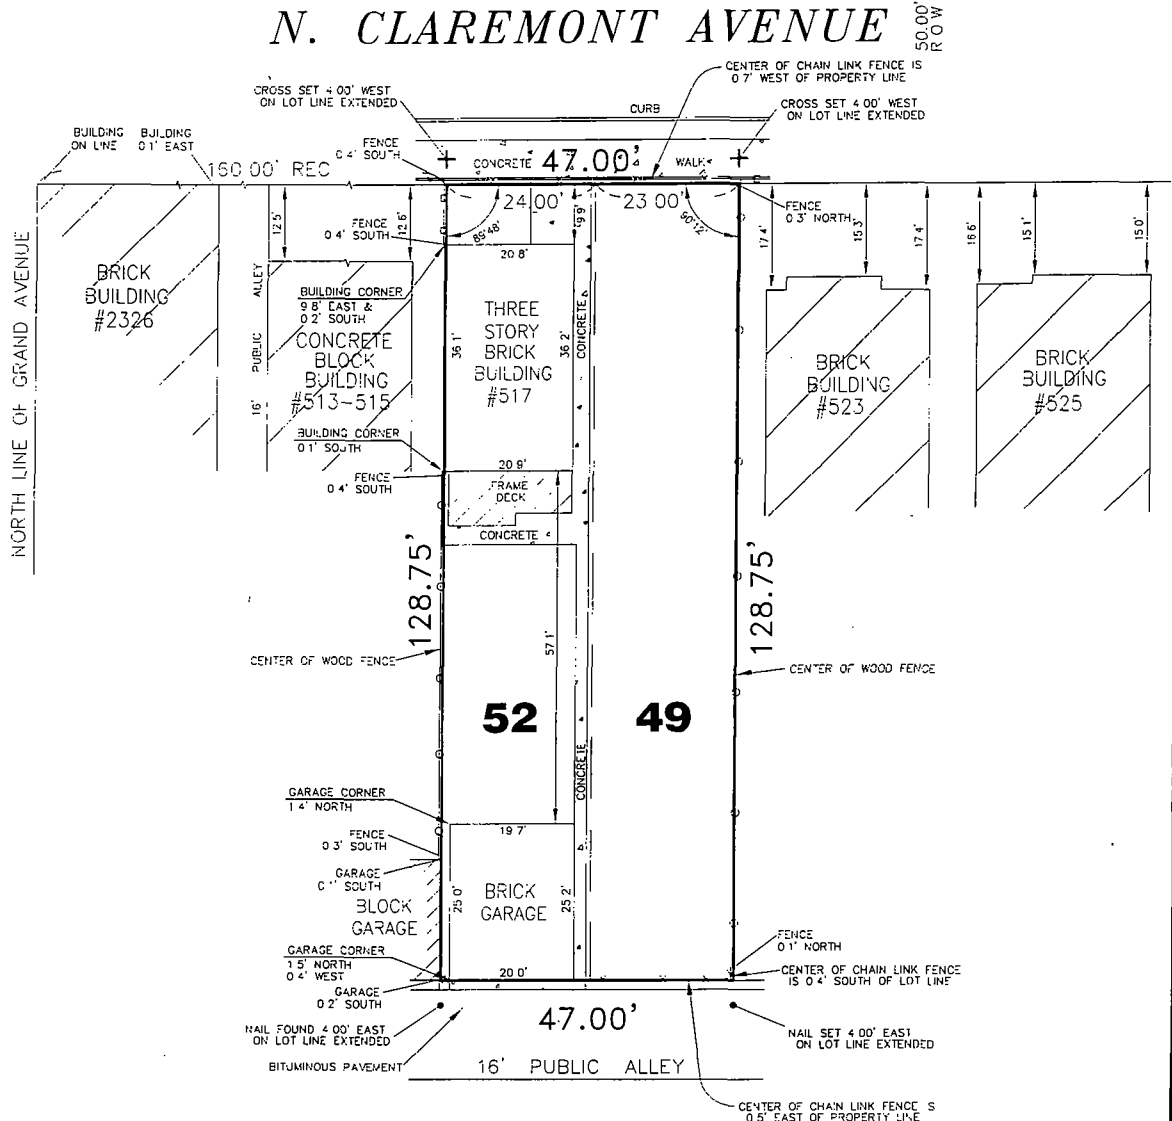 N. CLAREMONT AVENUE
50.00'
ROW
CENTER OF CHAIN LINK FENCE IS
0.7' WEST OF PROPERTY LINE
CROSS SET 4.00' WEST
ON LOT LINE EXTENDED
CROSS SET 4.00' WEST
ON LOT LINE EXTENDED
CURB
BUILDING
ON LINE
BUILDING
0.1' EAST
FENCE
0.4' SOUTH
CONCRETE
47.00'
WALK
160.00' REC
24.00'
23.00'
FENCE
0.3' NORTH
12.5'
12.6'
FENCE
0.4' SOUTH
89°48'
9.9'
90°12'
17.4'
15.3'
17.4'
16.6'
15.1'
15.0'
20.8'
NORTH LINE OF GRAND AVENUE
BRICK
BUILDING
#2326
16' PUBLIC ALLEY
BUILDING CORNER
9.8' EAST &
0.2' SOUTH
CONCRETE
BLOCK
BUILDING
#513-515
36.1'
THREE
STORY
BRICK
BUILDING
#517
36.2'
CONCRETE
BRICK
BUILDING
#523
BRICK
BUILDING
#525
BUILDING CORNER
0.1' SOUTH
20.9'
FENCE
0.4' SOUTH
FRAME
DECK
CONCRETE
128.75'
128.75'
57.1'
CENTER OF WOOD FENCE
CENTER OF WOOD FENCE
52
49
CONCRETE
GARAGE CORNER
1.4' NORTH
19.7'
FENCE
0.3' SOUTH
GARAGE
SOUTH
BLOCK
GARAGE
25.0'
BRICK
GARAGE
25.2'
GARAGE CORNER
1.5' NORTH
0.4' WEST
20.0'
FENCE
0.1' NORTH
CENTER OF CHAIN LINK FENCE
IS 0.4' SOUTH OF LOT LINE
GARAGE
0.2' SOUTH
47.00'
NAIL FOUND 4.00' EAST
ON LOT LINE EXTENDED
NAIL SET 4.00' EAST
ON LOT LINE EXTENDED
BITUMINOUS PAVEMENT
16' PUBLIC ALLEY
CENTER OF CHAIN LINK FENCE IS
0.5' EAST OF PROPERTY LINE